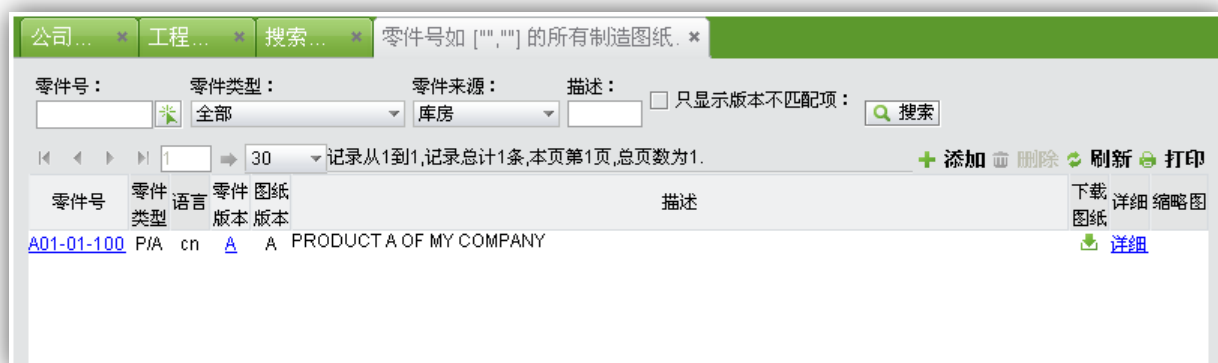 公司... × 工程... × 搜索... × 零件号如 ["",""] 的所有制造图纸. ×
零件号： 零件类型： 零件来源： 描述：
全部 库房 只显示版本不匹配项： 搜索
1 30 记录从1到1,记录总计1条,本页第1页,总页数为1. 添加 删除 刷新 打印
零件号 零件类型 语言 零件版本 图纸版本 描述 下载图纸 详细 缩略图
A01-01-100 P/A cn A A PRODUCT A OF MY COMPANY 详细